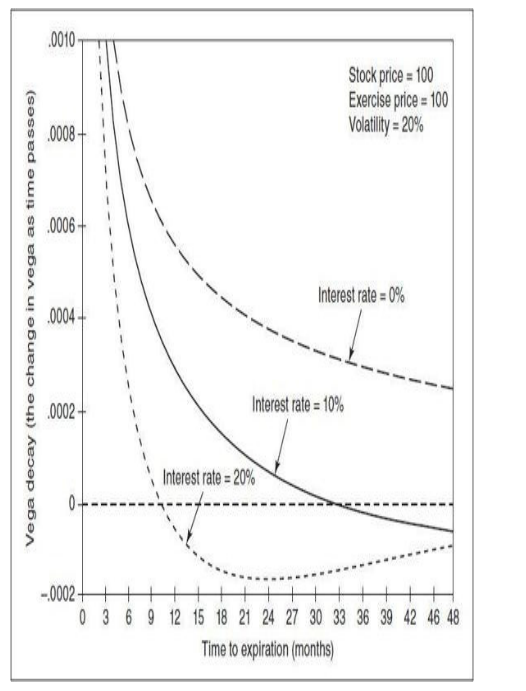 .0010
.0008
.0006
.0004
.0002
0
–.0002
Vega decay (the change in vega as time passes)
Stock price = 100
Exercise price = 100
Volatility = 20%
Interest rate = 0%
Interest rate = 10%
Interest rate = 20%
0 3 6 9 12 15 18 21 24 27 30 33 36 39 42 46 48
Time to expiration (months)